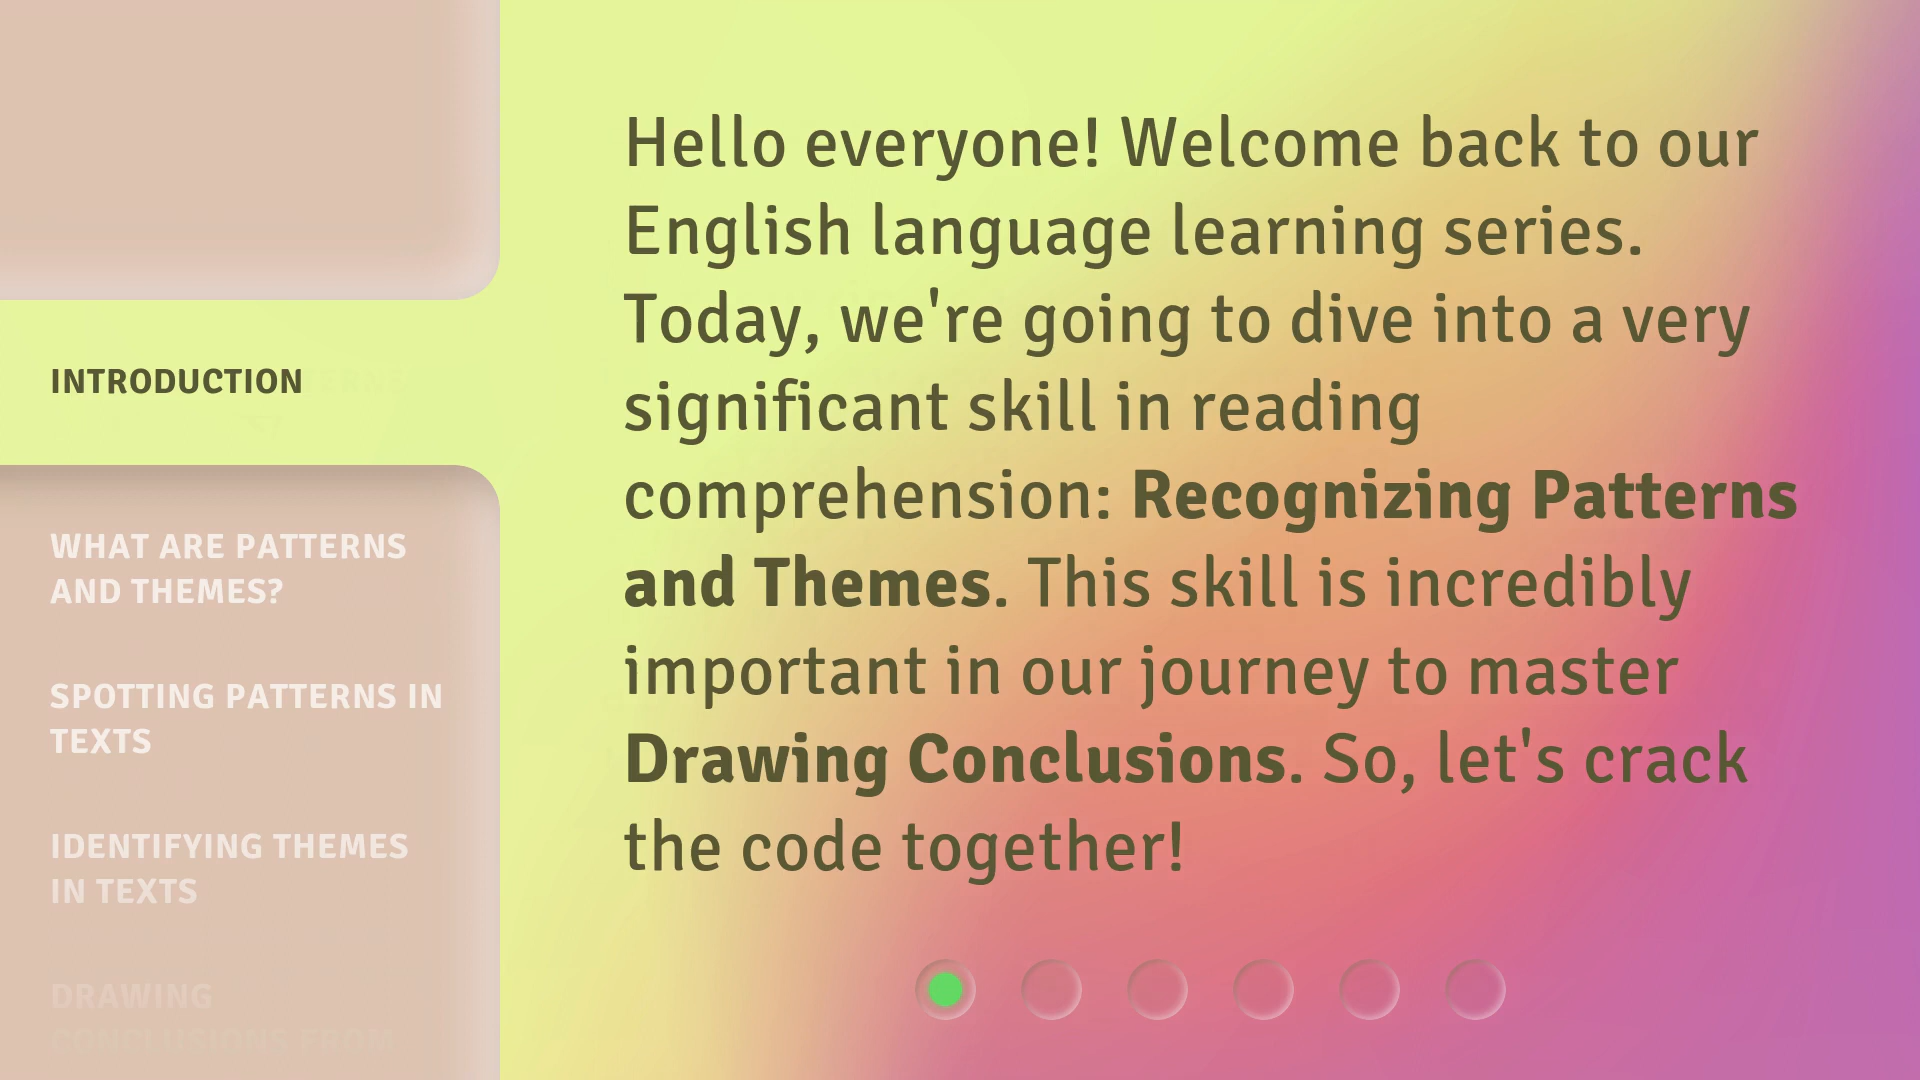 INTRODUCTION
WHAT ARE PATTERNS
AND THEMES?
SPOTTING PATTERNS IN
TEXTS
IDENTIFYING THEMES
IN TEXTS
DRAWING
CONCLUSIONS FROM
Hello everyone! Welcome back to our
English language learning series.
Today, we're going to dive into a very
significant skill in reading
comprehension: Recognizing Patterns
and Themes. This skill is incredibly
important in our journey to master
Drawing Conclusions. So, let's crack
the code together!